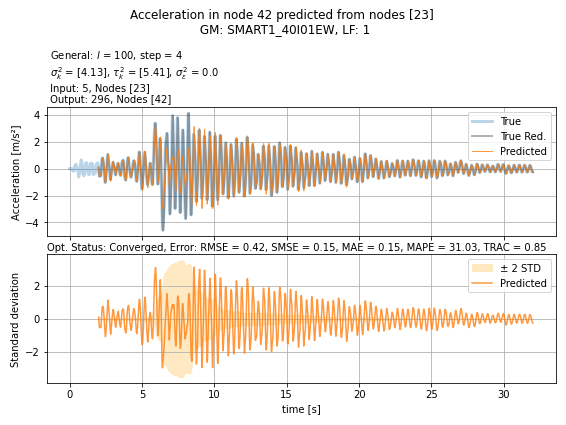 Acceleration in node 42 predicted from nodes [23]
GM: SMART1_40I01EW, LF: 1
General: l = 100, step = 4
σ²ₖ = [4.13], τ²ₖ = [5.41], σ²ε = 0.0
Input: 5, Nodes [23]
Output: 296, Nodes [42]
Acceleration [m/s²]
4
2
0
−2
−4
True
True Red.
Predicted
Opt. Status: Converged, Error: RMSE = 0.42, SMSE = 0.15, MAE = 0.15, MAPE = 31.03, TRAC = 0.85
Standard deviation
2
0
−2
± 2 STD
Predicted
0 5 10 15 20 25 30
time [s]